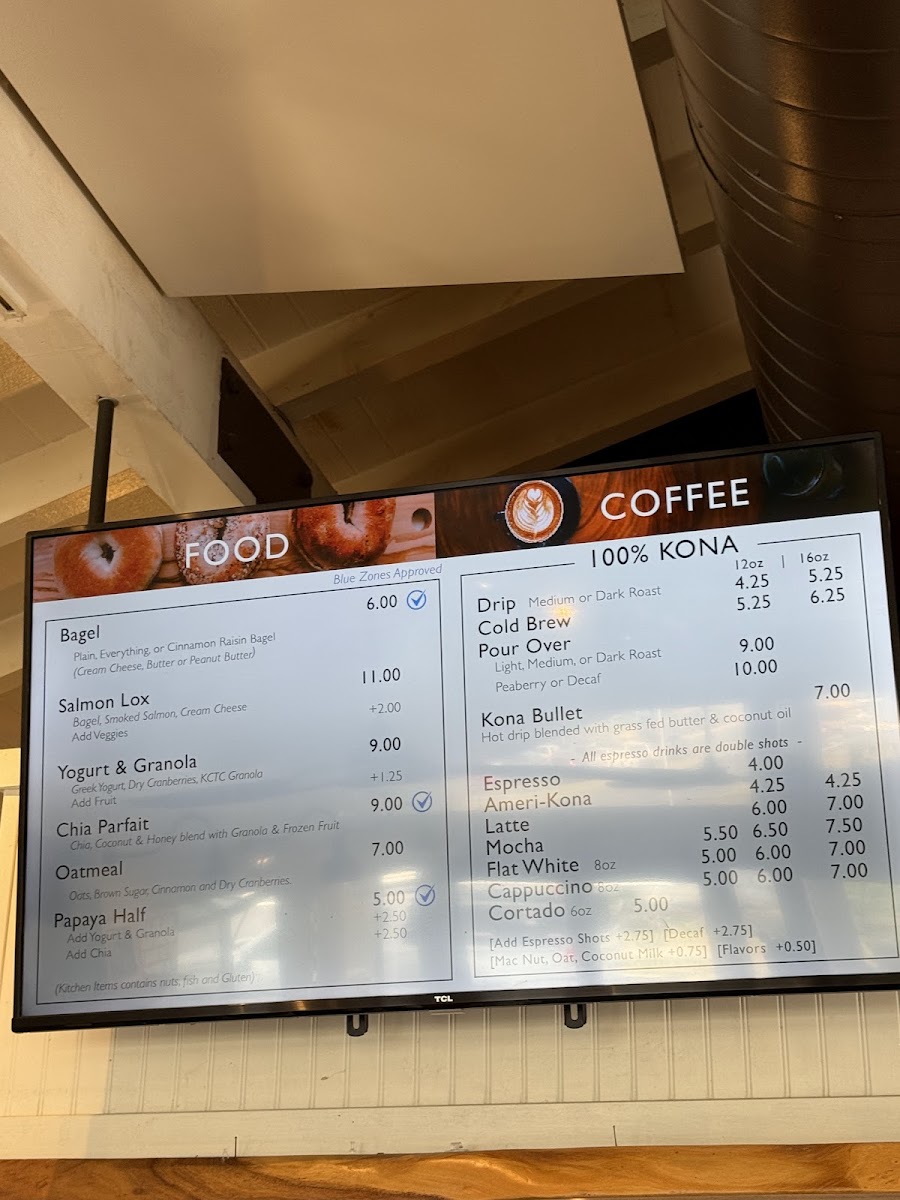 FOOD
Blue Zones Approved
Bagel 6.00
Plain, Everything, or Cinnamon Raisin Bagel
(Cream Cheese, Butter or Peanut Butter)
Salmon Lox 11.00
Bagel, Smoked Salmon, Cream Cheese
Add Veggies +2.00
Yogurt & Granola 9.00
Greek Yogurt, Dry Cranberries, KCTC Granola
Add Fruit +1.25
Chia Parfait 9.00
Chia, Coconut & Honey blend with Granola & Frozen Fruit
Oatmeal 7.00
Oats, Brown Sugar, Cinnamon and Dry Cranberries.
Papaya Half 5.00
Add Yogurt & Granola +2.50
Add Chia +2.50
(Kitchen Items contains nuts, fish and Gluten)
COFFEE
100% KONA
12oz | 16oz
Drip Medium or Dark Roast 4.25 5.25
Cold Brew 5.25 6.25
Pour Over
Light, Medium, or Dark Roast 9.00
Peaberry or Decaf 10.00
Kona Bullet 7.00
Hot drip blended with grass fed butter & coconut oil
- All espresso drinks are double shots -
Espresso 4.00
Ameri-Kona 4.25 4.25
Latte 6.00 7.00
Mocha 5.50 6.50 7.50
Flat White 8oz 5.00 6.00 7.00
Cappuccino 8oz 5.00 6.00 7.00
Cortado 6oz 5.00
[Add Espresso Shots +2.75] [Decaf +2.75]
[Mac Nut, Oat, Coconut Milk +0.75] [Flavors +0.50]
TCL